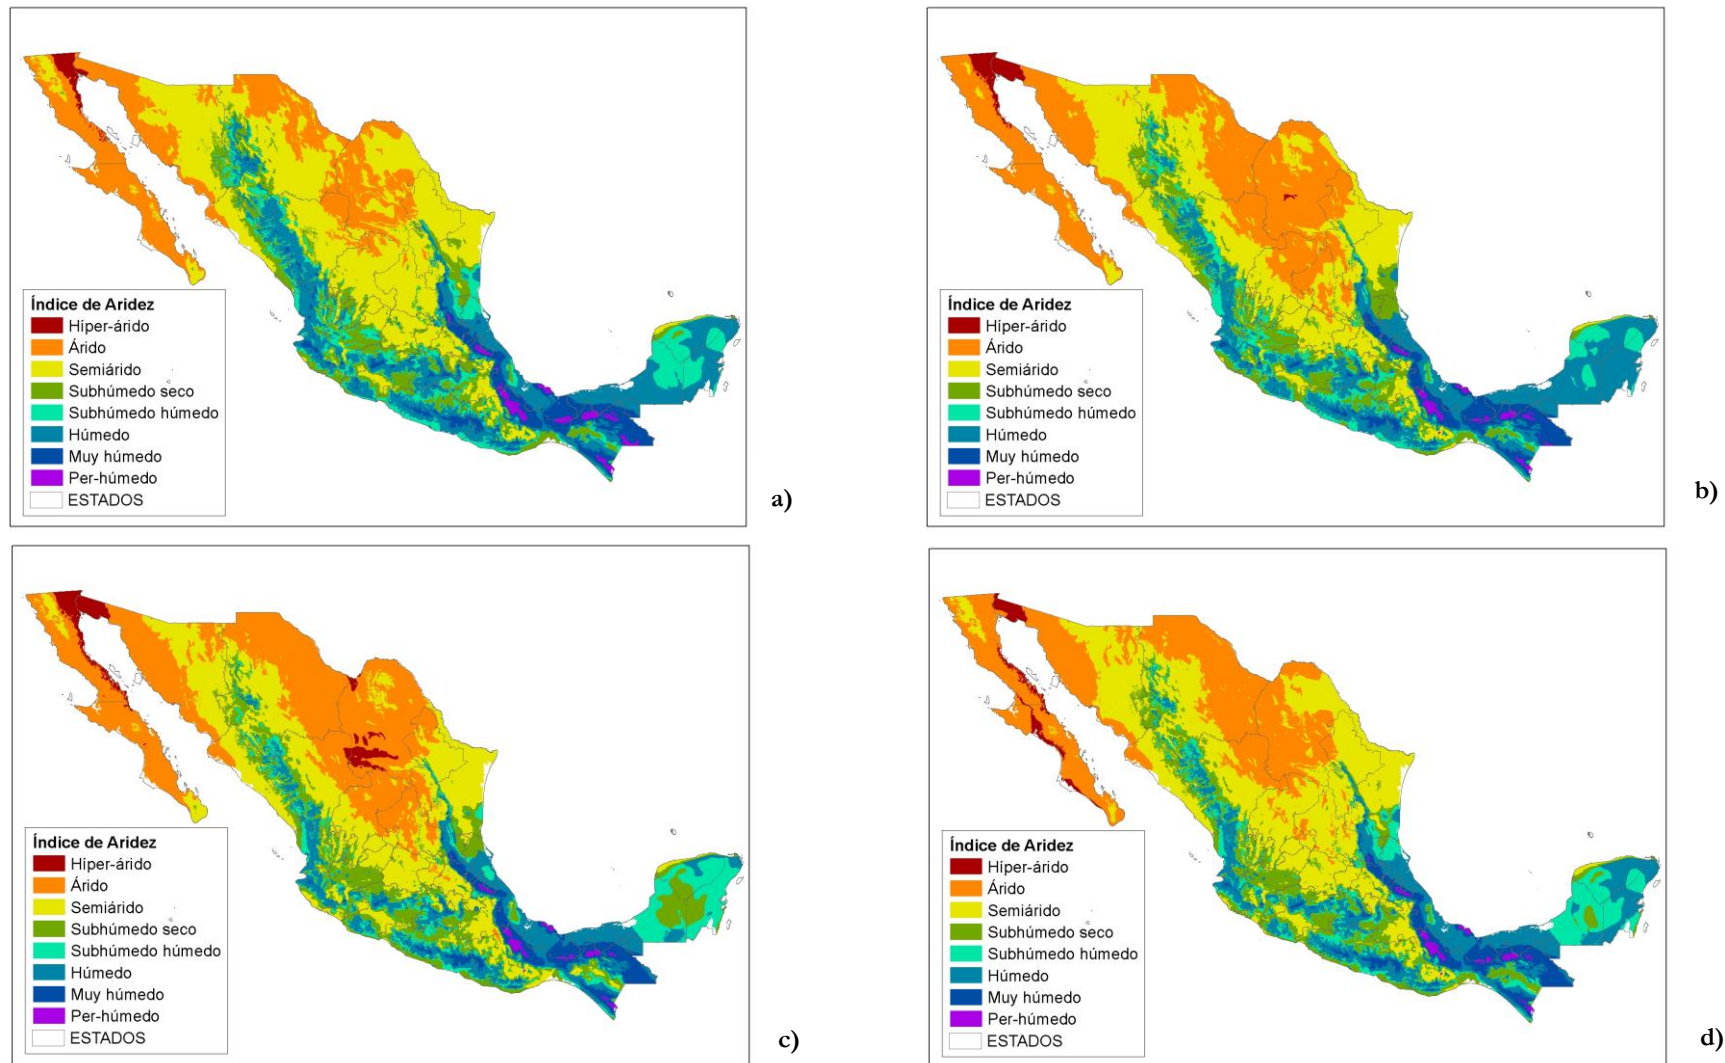 Índice de Aridez
Híper-árido
Árido
Semiárido
Subhúmedo seco
Subhúmedo húmedo
Húmedo
Muy húmedo
Per-húmedo
ESTADOS
a)
Índice de Aridez
Híper-árido
Árido
Semiárido
Subhúmedo seco
Subhúmedo húmedo
Húmedo
Muy húmedo
Per-húmedo
ESTADOS
b)
Índice de Aridez
Híper-árido
Árido
Semiárido
Subhúmedo seco
Subhúmedo húmedo
Húmedo
Muy húmedo
Per-húmedo
ESTADOS
c)
Índice de Aridez
Híper-árido
Árido
Semiárido
Subhúmedo seco
Subhúmedo húmedo
Húmedo
Muy húmedo
Per-húmedo
ESTADOS
d)